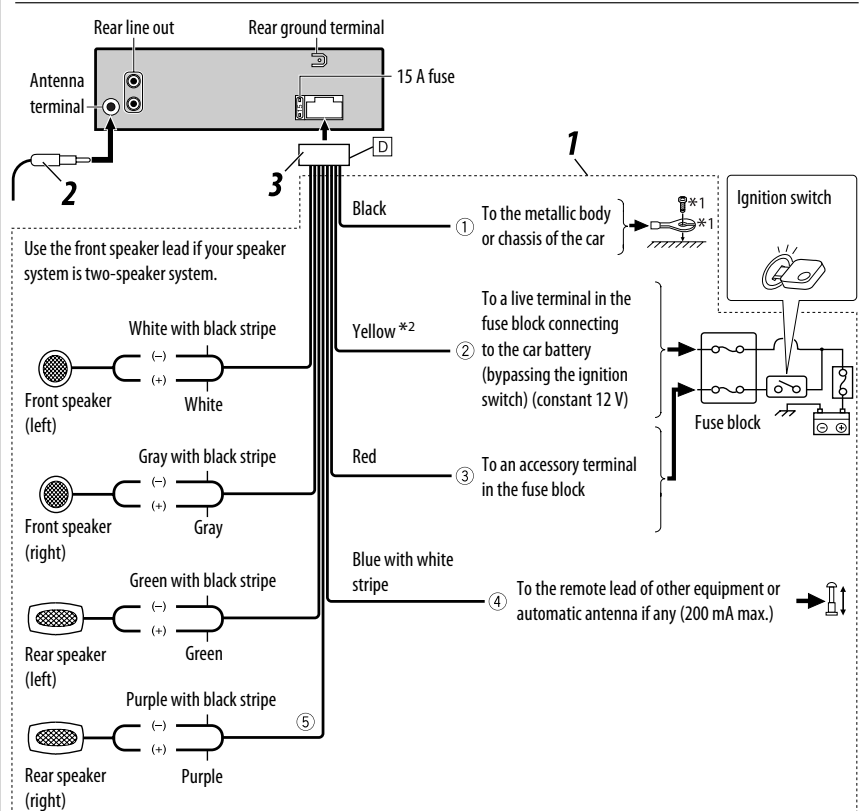 Rear line out
Rear ground terminal
Antenna
terminal
15 A fuse
15
2
3
D
1
Ignition switch
Black
①
To the metallic body
or chassis of the car
*1
*1
Use the front speaker lead if your speaker
system is two-speaker system.
White with black stripe
(–)
(+)
White
Front speaker
(left)
Yellow *2
②
To a live terminal in the
fuse block connecting
to the car battery
(bypassing the ignition
switch) (constant 12 V)
Fuse block
Gray with black stripe
(–)
(+)
Gray
Front speaker
(right)
Red
③
To an accessory terminal
in the fuse block
Blue with white
stripe
④
To the remote lead of other equipment or
automatic antenna if any (200 mA max.)
Green with black stripe
(–)
(+)
Green
Rear speaker
(left)
Purple with black stripe
⑤
(–)
(+)
Purple
Rear speaker
(right)